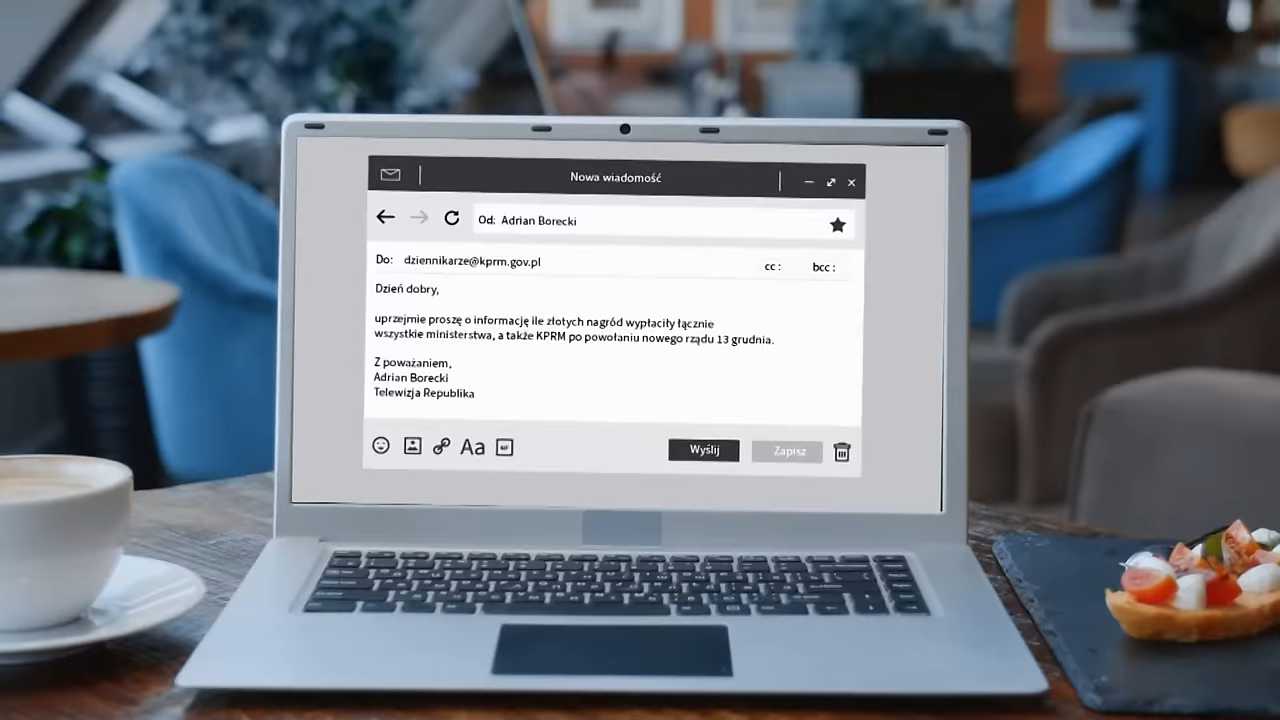 Nowa wiadomość
Od: Adrian Borecki
Do: dziennikarze@kprm.gov.pl
cc: bcc:
Dzień dobry,
uprzejmie proszę o informację ile złotych nagród wypłaciły łącznie
wszystkie ministerstwa, a także KPRM po powołaniu nowego rządu 13 grudnia.
Z poważaniem,
Adrian Borecki
Telewizja Republika
Aa
Wyślij Zapisz